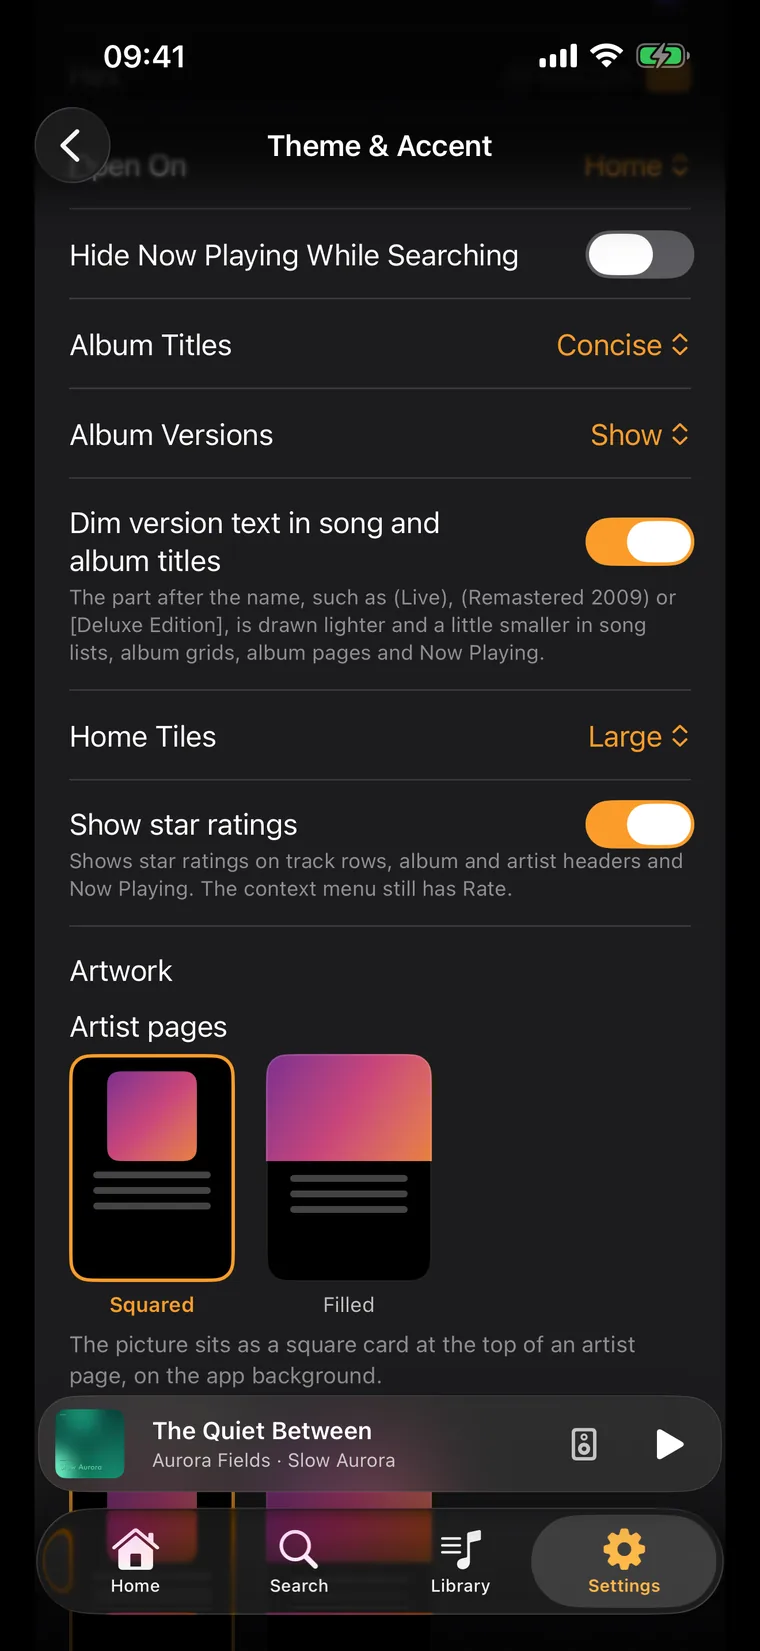 09:41
Theme & Accent
Open On
Home
Hide Now Playing While Searching
Album Titles
Concise
Album Versions
Show
Dim version text in song and
album titles
The part after the name, such as (Live), (Remastered 2009) or
[Deluxe Edition], is drawn lighter and a little smaller in song
lists, album grids, album pages and Now Playing.
Home Tiles
Large
Show star ratings
Shows star ratings on track rows, album and artist headers and
Now Playing. The context menu still has Rate.
Artwork
Artist pages
Squared
Filled
The picture sits as a square card at the top of an artist
page, on the app background.
The Quiet Between
Aurora Fields · Slow Aurora
Home
Search
Library
Settings